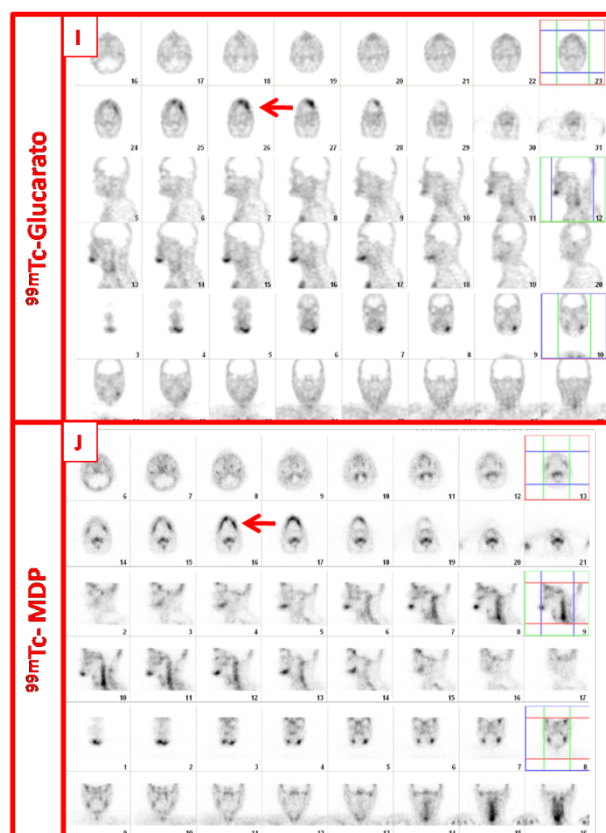 I
99mTc-Glucarato
16 17 18 19 20 21 22 23
24 25 26 27 28 29 30 31
5 6 7 8 9 10 11 12
13 14 15 16 17 18 19 20
3 4 5 6 7 8 9 10
J
99mTc- MDP
6 7 8 9 10 11 12 13
14 15 16 17 18 19 20 21
2 3 4 5 6 7 8 9
10 11 12 13 14 15 16 17
1 2 3 4 5 6 7 8